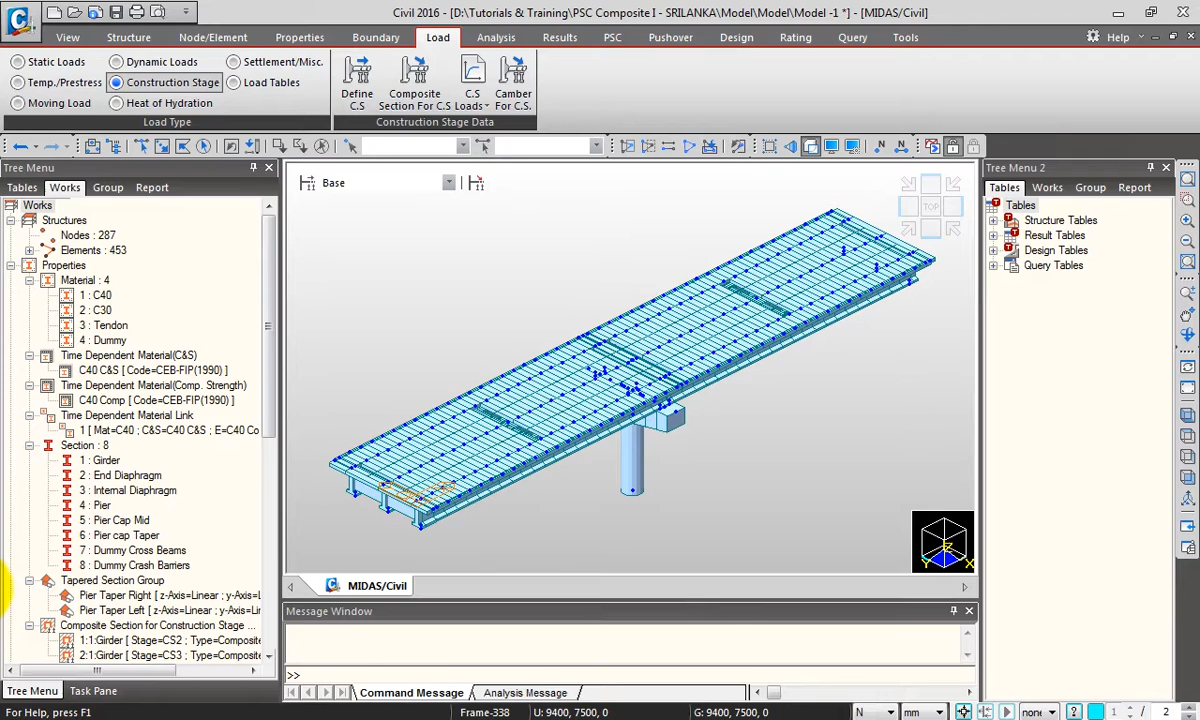 Civil 2016 - [D:\Tutorials & Training\PSC Composite I - SRILANKA\Model\Model\Model -1 *] - [MIDAS/Civil]
View Structure Node/Element Properties Boundary Load Analysis Results PSC Pushover Design Rating Query Tools Help
Static Loads Dynamic Loads Settlement/Misc.
Temp./Prestress Construction Stage Load Tables
Moving Load Heat of Hydration
Load Type
Define C.S
Composite Section For C.S
C.S Loads
Camber For C.S.
Construction Stage Data
Tree Menu
Tables Works Group Report
Works
Structures
Nodes : 287
Elements : 453
Properties
Material : 4
1 : C40
2 : C30
3 : Tendon
4 : Dummy
Time Dependent Material(C&S)
C40 C&S [ Code=CEB-FIP(1990) ]
Time Dependent Material(Comp. Strength)
C40 Comp [ Code=CEB-FIP(1990) ]
Time Dependent Material Link
1 [ Mat=C40 ; C&S=C40 C&S ; E=C40 Co
Section : 8
1 : Girder
2 : End Diaphragm
3 : Internal Diaphragm
4 : Pier
5 : Pier Cap Mid
6 : Pier cap Taper
7 : Dummy Cross Beams
8 : Dummy Crash Barriers
Tapered Section Group
Pier Taper Right [ z-Axis=Linear ; y-Axis=L
Pier Taper Left [ z-Axis=Linear ; y-Axis=Lin
Composite Section for Construction Stage ...
1:1:Girder [ Stage=CS2 ; Type=Composite
2:1:Girder [ Stage=CS3 ; Type=Composite
Tree Menu Task Pane
Base
TOP
Z
Y X
MIDAS/Civil
Message Window
>>
Command Message Analysis Message
Tree Menu 2
Tables Works Group Report
Tables
Structure Tables
Result Tables
Design Tables
Query Tables
For Help, press F1
Frame-338
U: 9400, 7500, 0
G: 9400, 7500, 0
N
mm
none
1 / 2